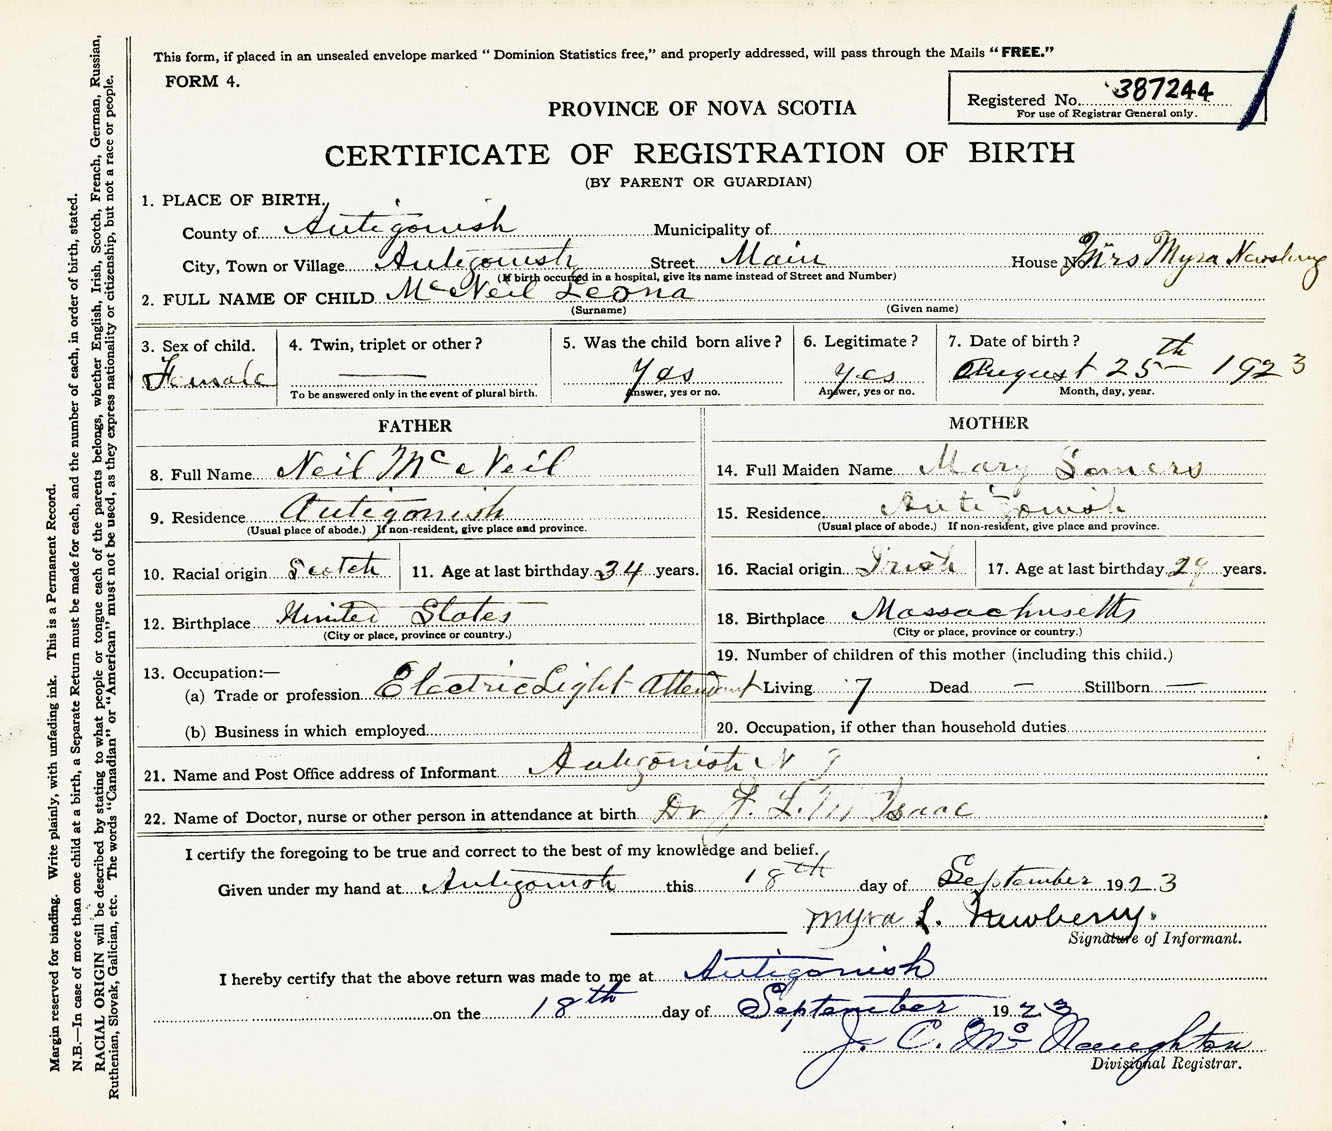 This form, if placed in an unsealed envelope marked "Dominion Statistics free," and properly addressed, will pass through the Mails "FREE."
FORM 4.
Registered No. 387244
For use of Registrar General only.
PROVINCE OF NOVA SCOTIA
CERTIFICATE OF REGISTRATION OF BIRTH
(BY PARENT OR GUARDIAN)
1. PLACE OF BIRTH.
County of Antigonish Municipality of
City, Town or Village Antigonish Street Main House No. Mrs Myra Newbery
(If birth occurred in a hospital, give its name instead of Street and Number)
2. FULL NAME OF CHILD McNeil Leona
(Surname) (Given name)
3. Sex of child. 4. Twin, triplet or other? 5. Was the child born alive? 6. Legitimate? 7. Date of birth?
Female — Yes Yes August 25th 1923
To be answered only in the event of plural birth. Answer, yes or no. Answer, yes or no. Month, day, year.
FATHER MOTHER
8. Full Name Neil McNeil 14. Full Maiden Name Mary Somers
9. Residence Antigonish 15. Residence Antigonish
(Usual place of abode.) If non-resident, give place and province. (Usual place of abode.) If non-resident, give place and province.
10. Racial origin Scotch 11. Age at last birthday 34 years. 16. Racial origin Irish 17. Age at last birthday 29 years.
12. Birthplace United States 18. Birthplace Massachusetts
(City or place, province or country.) (City or place, province or country.)
13. Occupation:— 19. Number of children of this mother (including this child.)
(a) Trade or profession Electric Light Attendant Living 7 Dead — Stillborn —
(b) Business in which employed 20. Occupation, if other than household duties
21. Name and Post Office address of Informant Antigonish N
22. Name of Doctor, nurse or other person in attendance at birth Dr J. L. McIsaac
I certify the foregoing to be true and correct to the best of my knowledge and belief.
Given under my hand at Antigonish this 18th day of September 1923
Myra L. Newberry.
Signature of Informant.
I hereby certify that the above return was made to me at Antigonish
on the 18th day of September 1923
J. C. McNaughton
Divisional Registrar.
Margin reserved for binding. Write plainly, with unfading ink. This is a Permanent Record.
N.B.—In case of more than one child at a birth, a Separate Return must be made for each, and the number of each, in order of birth, stated.
RACIAL ORIGIN will be described by stating to what people or tongue each of the parents belongs, whether English, Irish, Scotch, French, German, Russian,
Ruthenian, Slovak, Galician, etc. The words "Canadian" or "American" must not be used, as they express nationality or citizenship, but not a race or people.